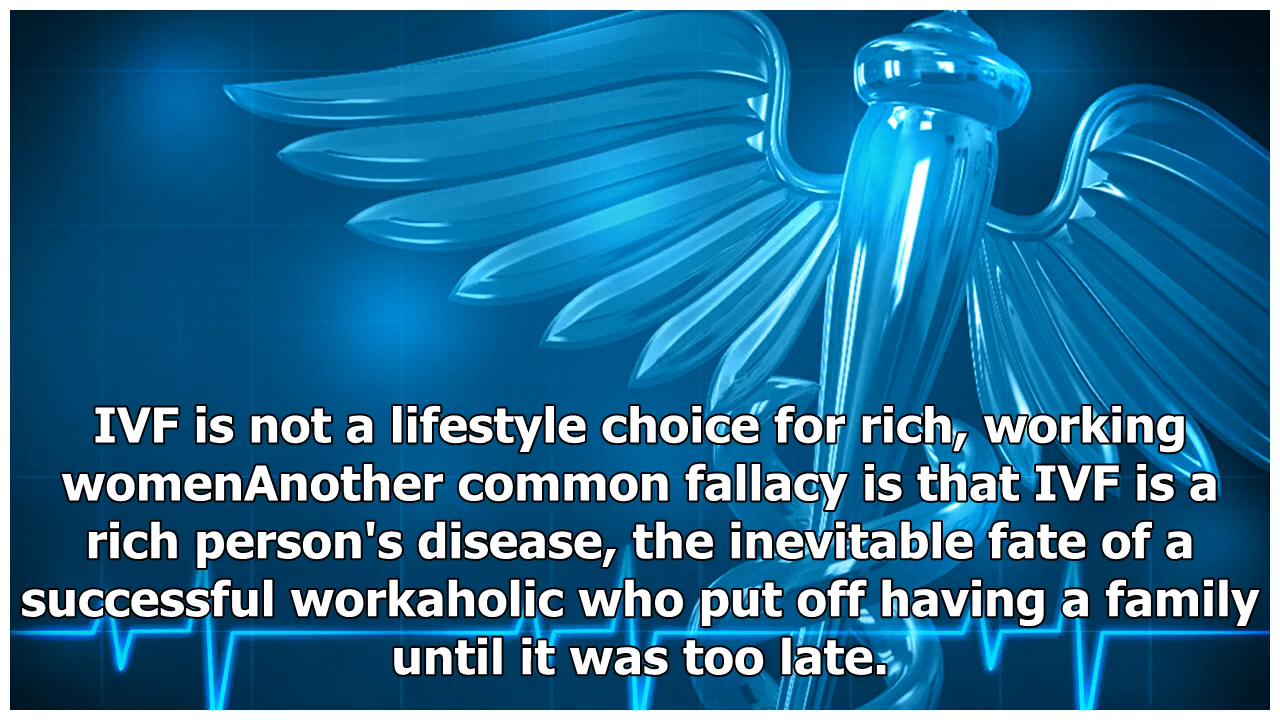 IVF is not a lifestyle choice for rich, working
womenAnother common fallacy is that IVF is a
rich person's disease, the inevitable fate of a
successful workaholic who put off having a family
until it was too late.